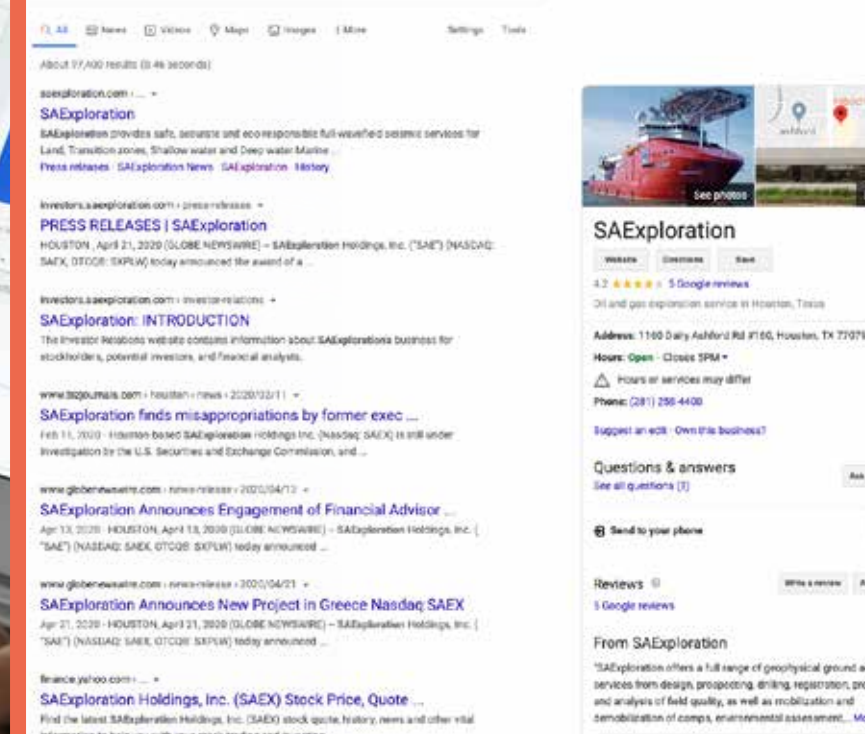 All News Videos Maps Images More Settings Tools
About 97,400 results (0.46 seconds)
saexploration.com › ...
SAExploration
SAExploration provides safe, accurate and eco-responsible full-wavefield seismic services for
Land, Transition zones, Shallow water and Deep water Marine ...
Press releases · SAExploration News · SAExploration · History
investors.saexploration.com › press-releases
PRESS RELEASES | SAExploration
HOUSTON , April 21, 2020 (GLOBE NEWSWIRE) -- SAExploration Holdings, Inc. ("SAE") (NASDAQ:
SAEX, OTCQB: SXPLW) today announced the award of a ...
investors.saexploration.com › investor-relations
SAExploration: INTRODUCTION
The Investor Relations website contains information about SAExplorations business for
stockholders, potential investors, and financial analysts.
www.bizjournals.com › houston › news › 2020/02/11
SAExploration finds misappropriations by former exec ....
Feb 11, 2020 - Houston-based SAExploration Holdings Inc. (Nasdaq: SAEX) is still under
investigation by the U.S. Securities and Exchange Commission, and ...
www.globenewswire.com › news-release › 2020/04/13
SAExploration Announces Engagement of Financial Advisor ...
Apr 13, 2020 - HOUSTON, April 13, 2020 (GLOBE NEWSWIRE) -- SAExploration Holdings, Inc. (
"SAE") (NASDAQ: SAEX, OTCQB: SXPLW) today announced ...
www.globenewswire.com › news-release › 2020/04/21
SAExploration Announces New Project in Greece Nasdaq SAEX
Apr 21, 2020 - HOUSTON, April 21, 2020 (GLOBE NEWSWIRE) -- SAExploration Holdings, Inc. (
"SAE") (NASDAQ: SAEX, OTCQB: SXPLW) today announced ...
finance.yahoo.com › ...
SAExploration Holdings, Inc. (SAEX) Stock Price, Quote ...
Find the latest SAExploration Holdings, Inc. (SAEX) stock quote, history, news and other vital
information to help you with your stock trading and investing.
See photos
SAExploration
Website Directions Save
4.2 5 Google reviews
Oil and gas exploration service in Houston, Texas
Address: 1160 Dairy Ashford Rd #160, Houston, TX 77079
Hours: Open · Closes 5PM
Hours or services may differ
Phone: (281) 258-4400
Suggest an edit · Own this business?
Questions & answers
See all questions (1) Ask
Send to your phone
Reviews Write a review
5 Google reviews
From SAExploration
"SAExploration offers a full range of geophysical ground
services from design, prospecting, drilling, registration,
and analysis of field quality, as well as mobilization and
demobilization of camps, environmental assessment,...